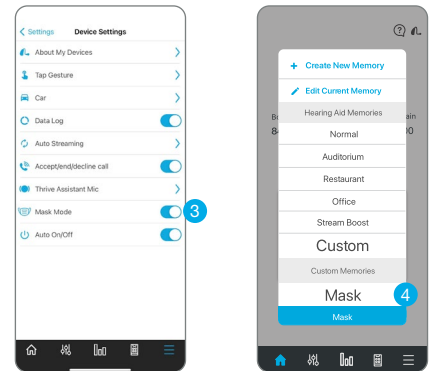 Settings
Device Settings
About My Devices
Tap Gesture
Car
Data Log
Auto Streaming
Accept/end/decline call
Thrive Assistant Mic
Mask Mode
3
Auto On/Off
?
+ Create New Memory
Edit Current Memory
Hearing Aid Memories
Normal
Auditorium
Restaurant
Office
Stream Boost
Custom
Custom Memories
Mask
4
Mask